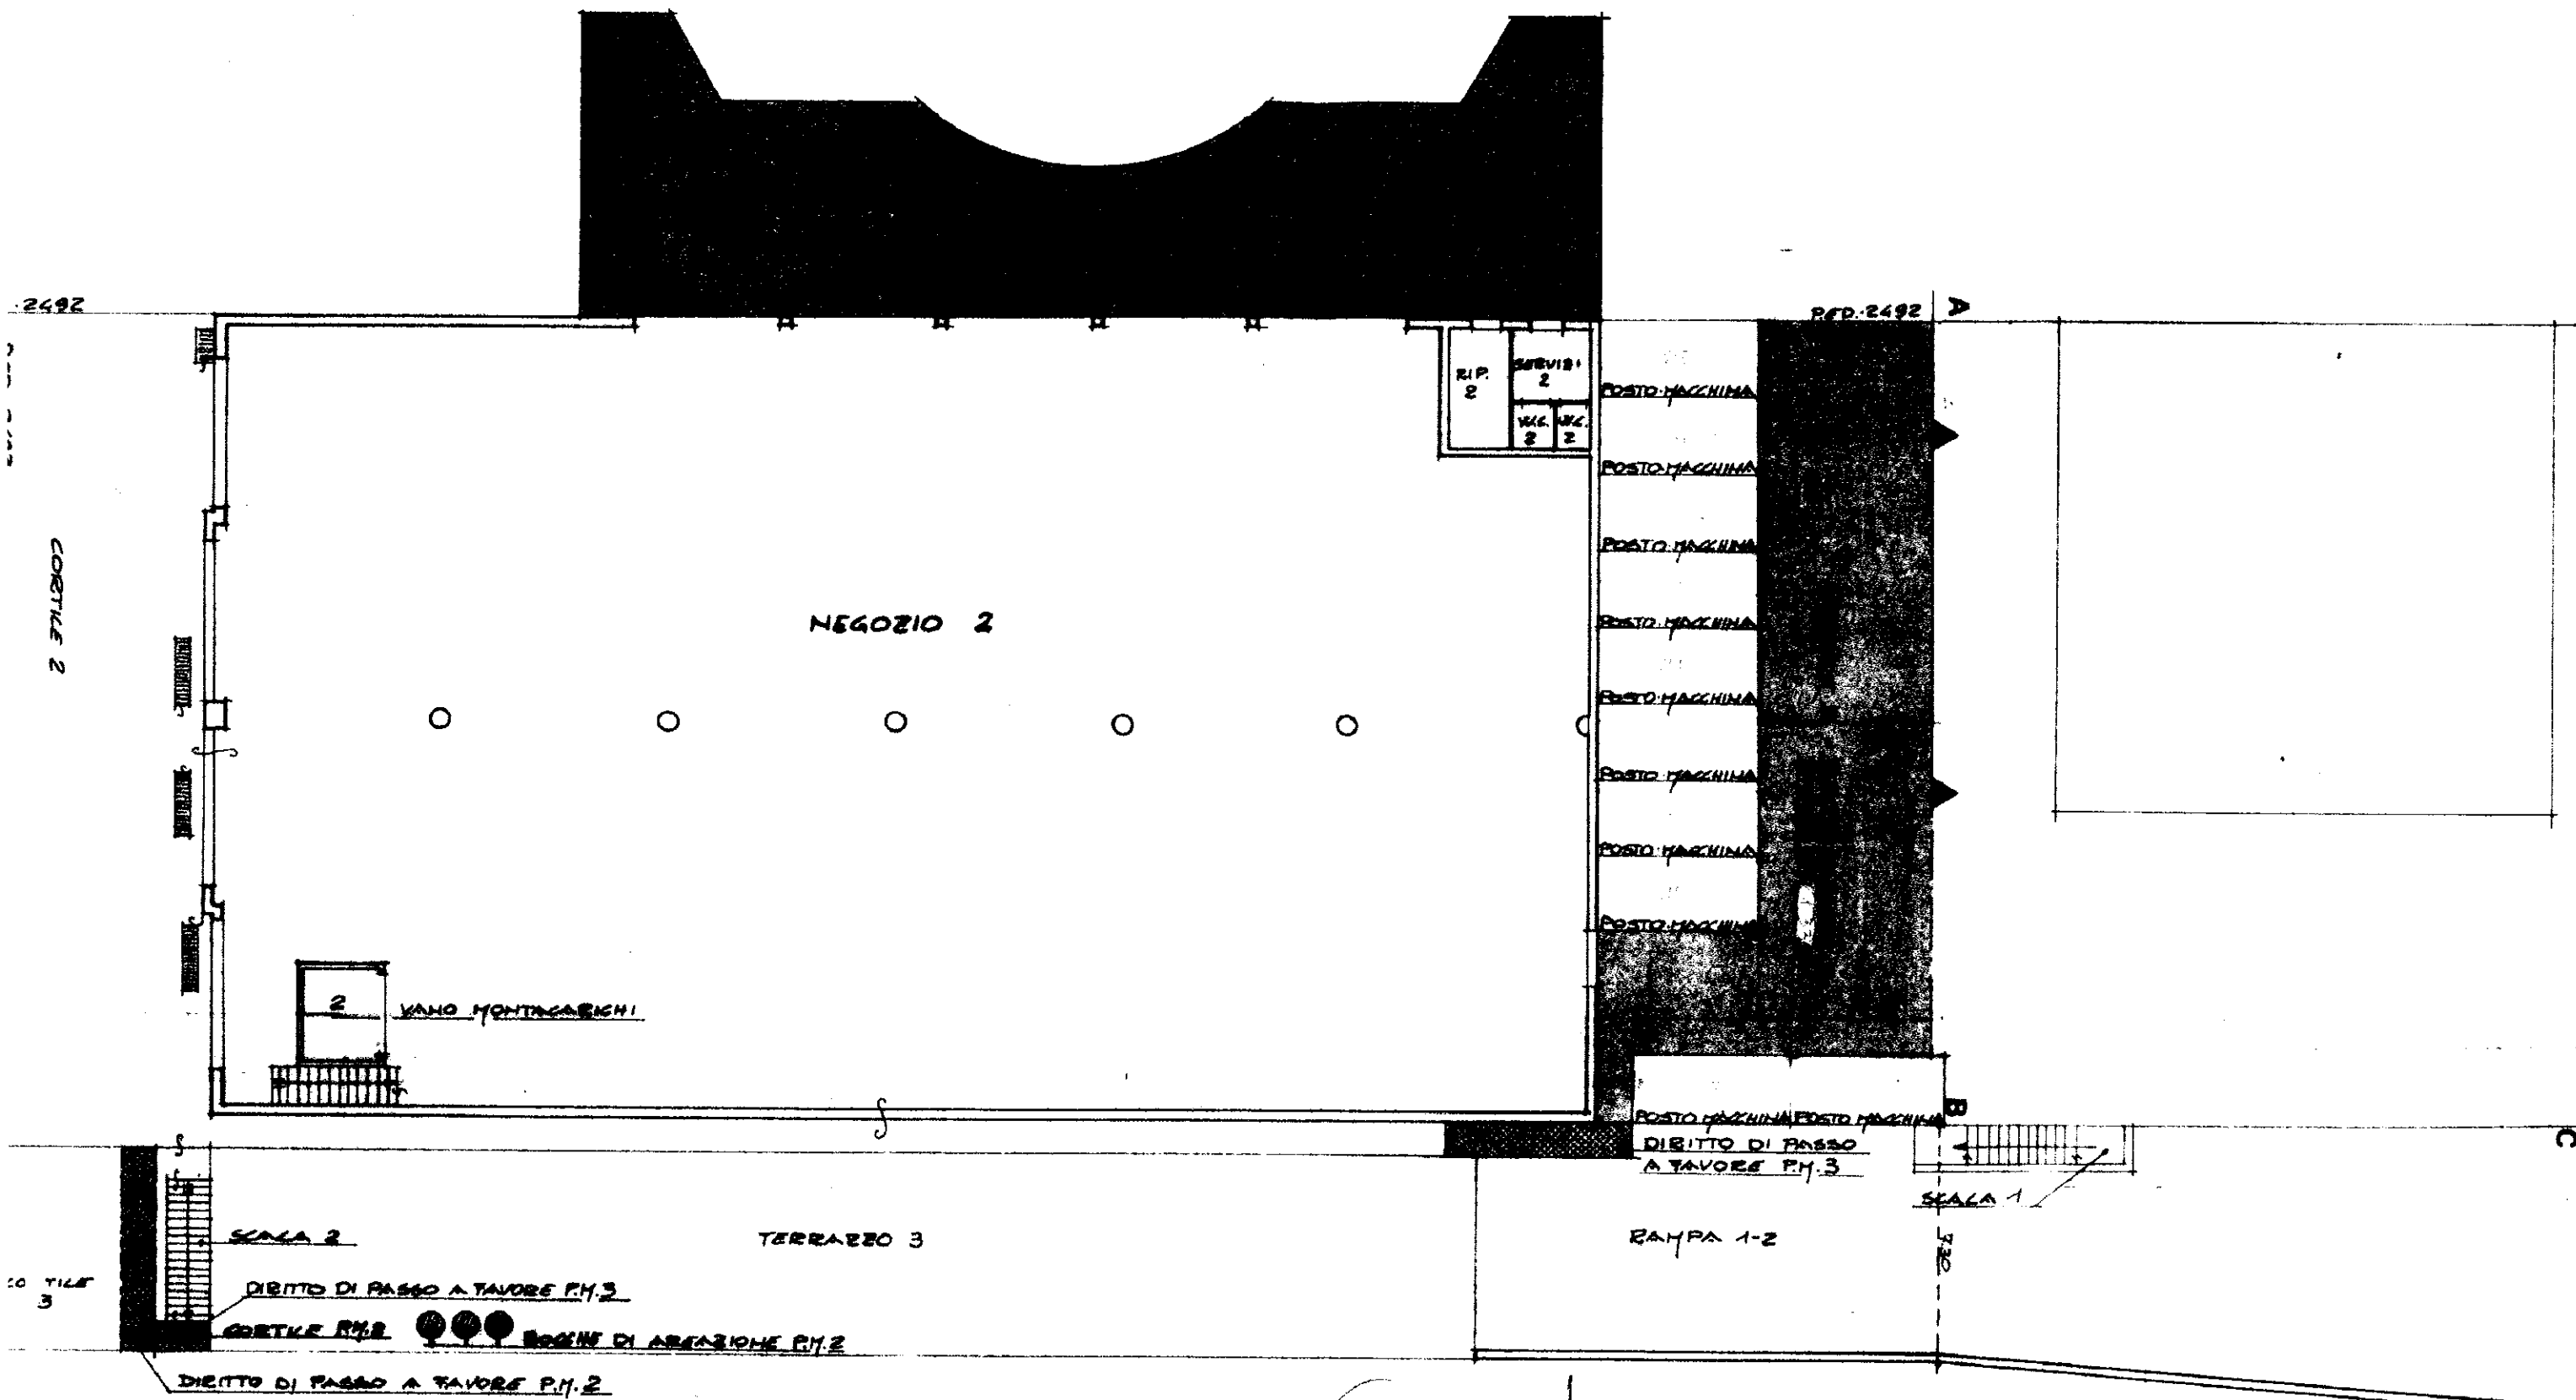 2492
PED. 2492
A
RIP.
2
SERVIZI
2
W.C.
2
W.C.
2
POSTO MACCHINA
POSTO MACCHINA
POSTO MACCHINA
POSTO MACCHINA
POSTO MACCHINA
POSTO MACCHINA
POSTO MACCHINA
POSTO MACCHINA
CORTILE 2
NEGOZIO 2
2
VANO MONTACARICHI
POSTO MACCHINA POSTO MACCHINA
B
C
DIRITTO DI PASSO
A FAVORE P.M.3
SCALA 1
SCALA 2
TERRAZZO 3
RAMPA 1-2
7.30
3
DIRITTO DI PASSO A FAVORE P.M.3
CORTILE P.M.2
BOCCHE DI AREAZIONE P.M.2
DIRITTO DI PASSO A FAVORE P.M.2